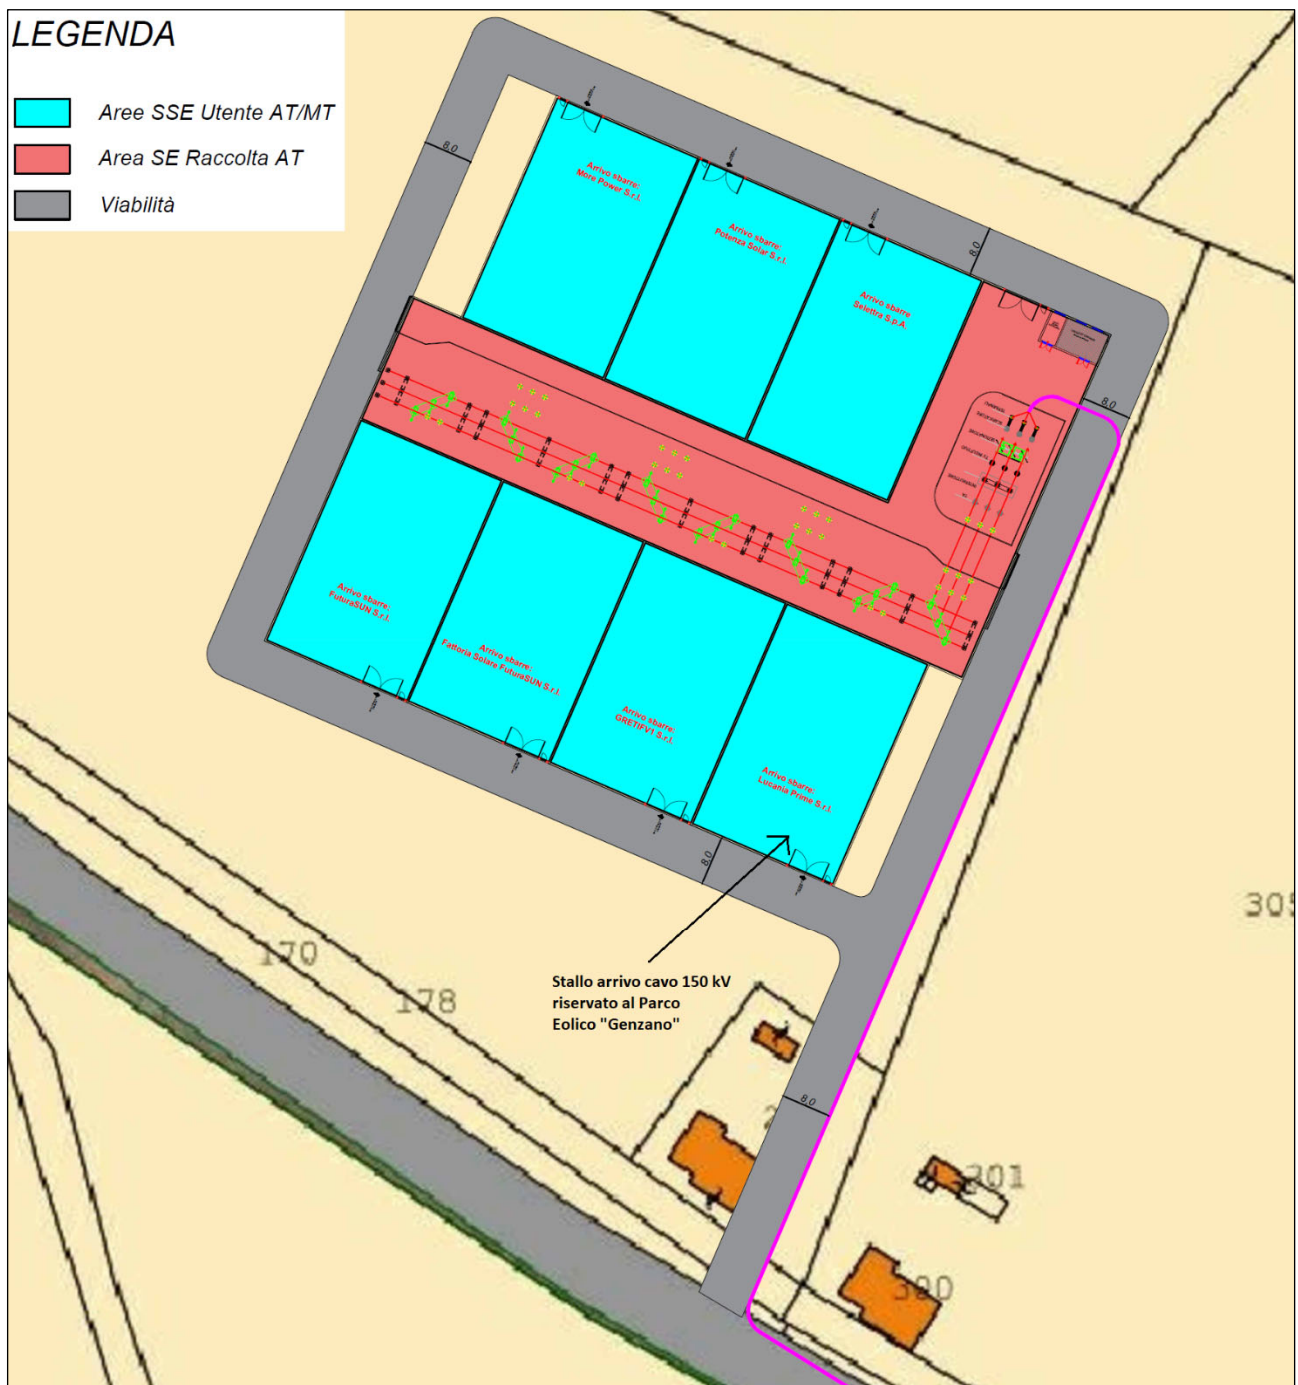 LEGENDA
Aree SSE Utente AT/MT
Area SE Raccolta AT
Viabilità
8.0
Arrivo sbarre:
More Power S.r.l.
Arrivo sbarre:
Potenza Solar S.r.l.
Arrivo sbarre
Selettra S.p.A.
8.0
8.0
Arrivo sbarre:
FuturaSUN S.r.l.
Arrivo sbarre:
Fattoria Solare FuturaSUN S.r.l.
Arrivo sbarre:
GRETIFV1 S.r.l.
Arrivo sbarre:
Lucania Prime S.r.l.
8.0
305
170
178
Stallo arrivo cavo 150 kV
riservato al Parco
Eolico "Genzano"
8.0
2
301
300